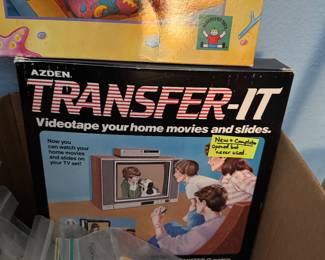 AZDEN.
TRANSFER-IT
Videotape your home movies and slides.
Now you
can watch your
home movies
and slides on
your TV set!
New & Complete
Opened but
never used